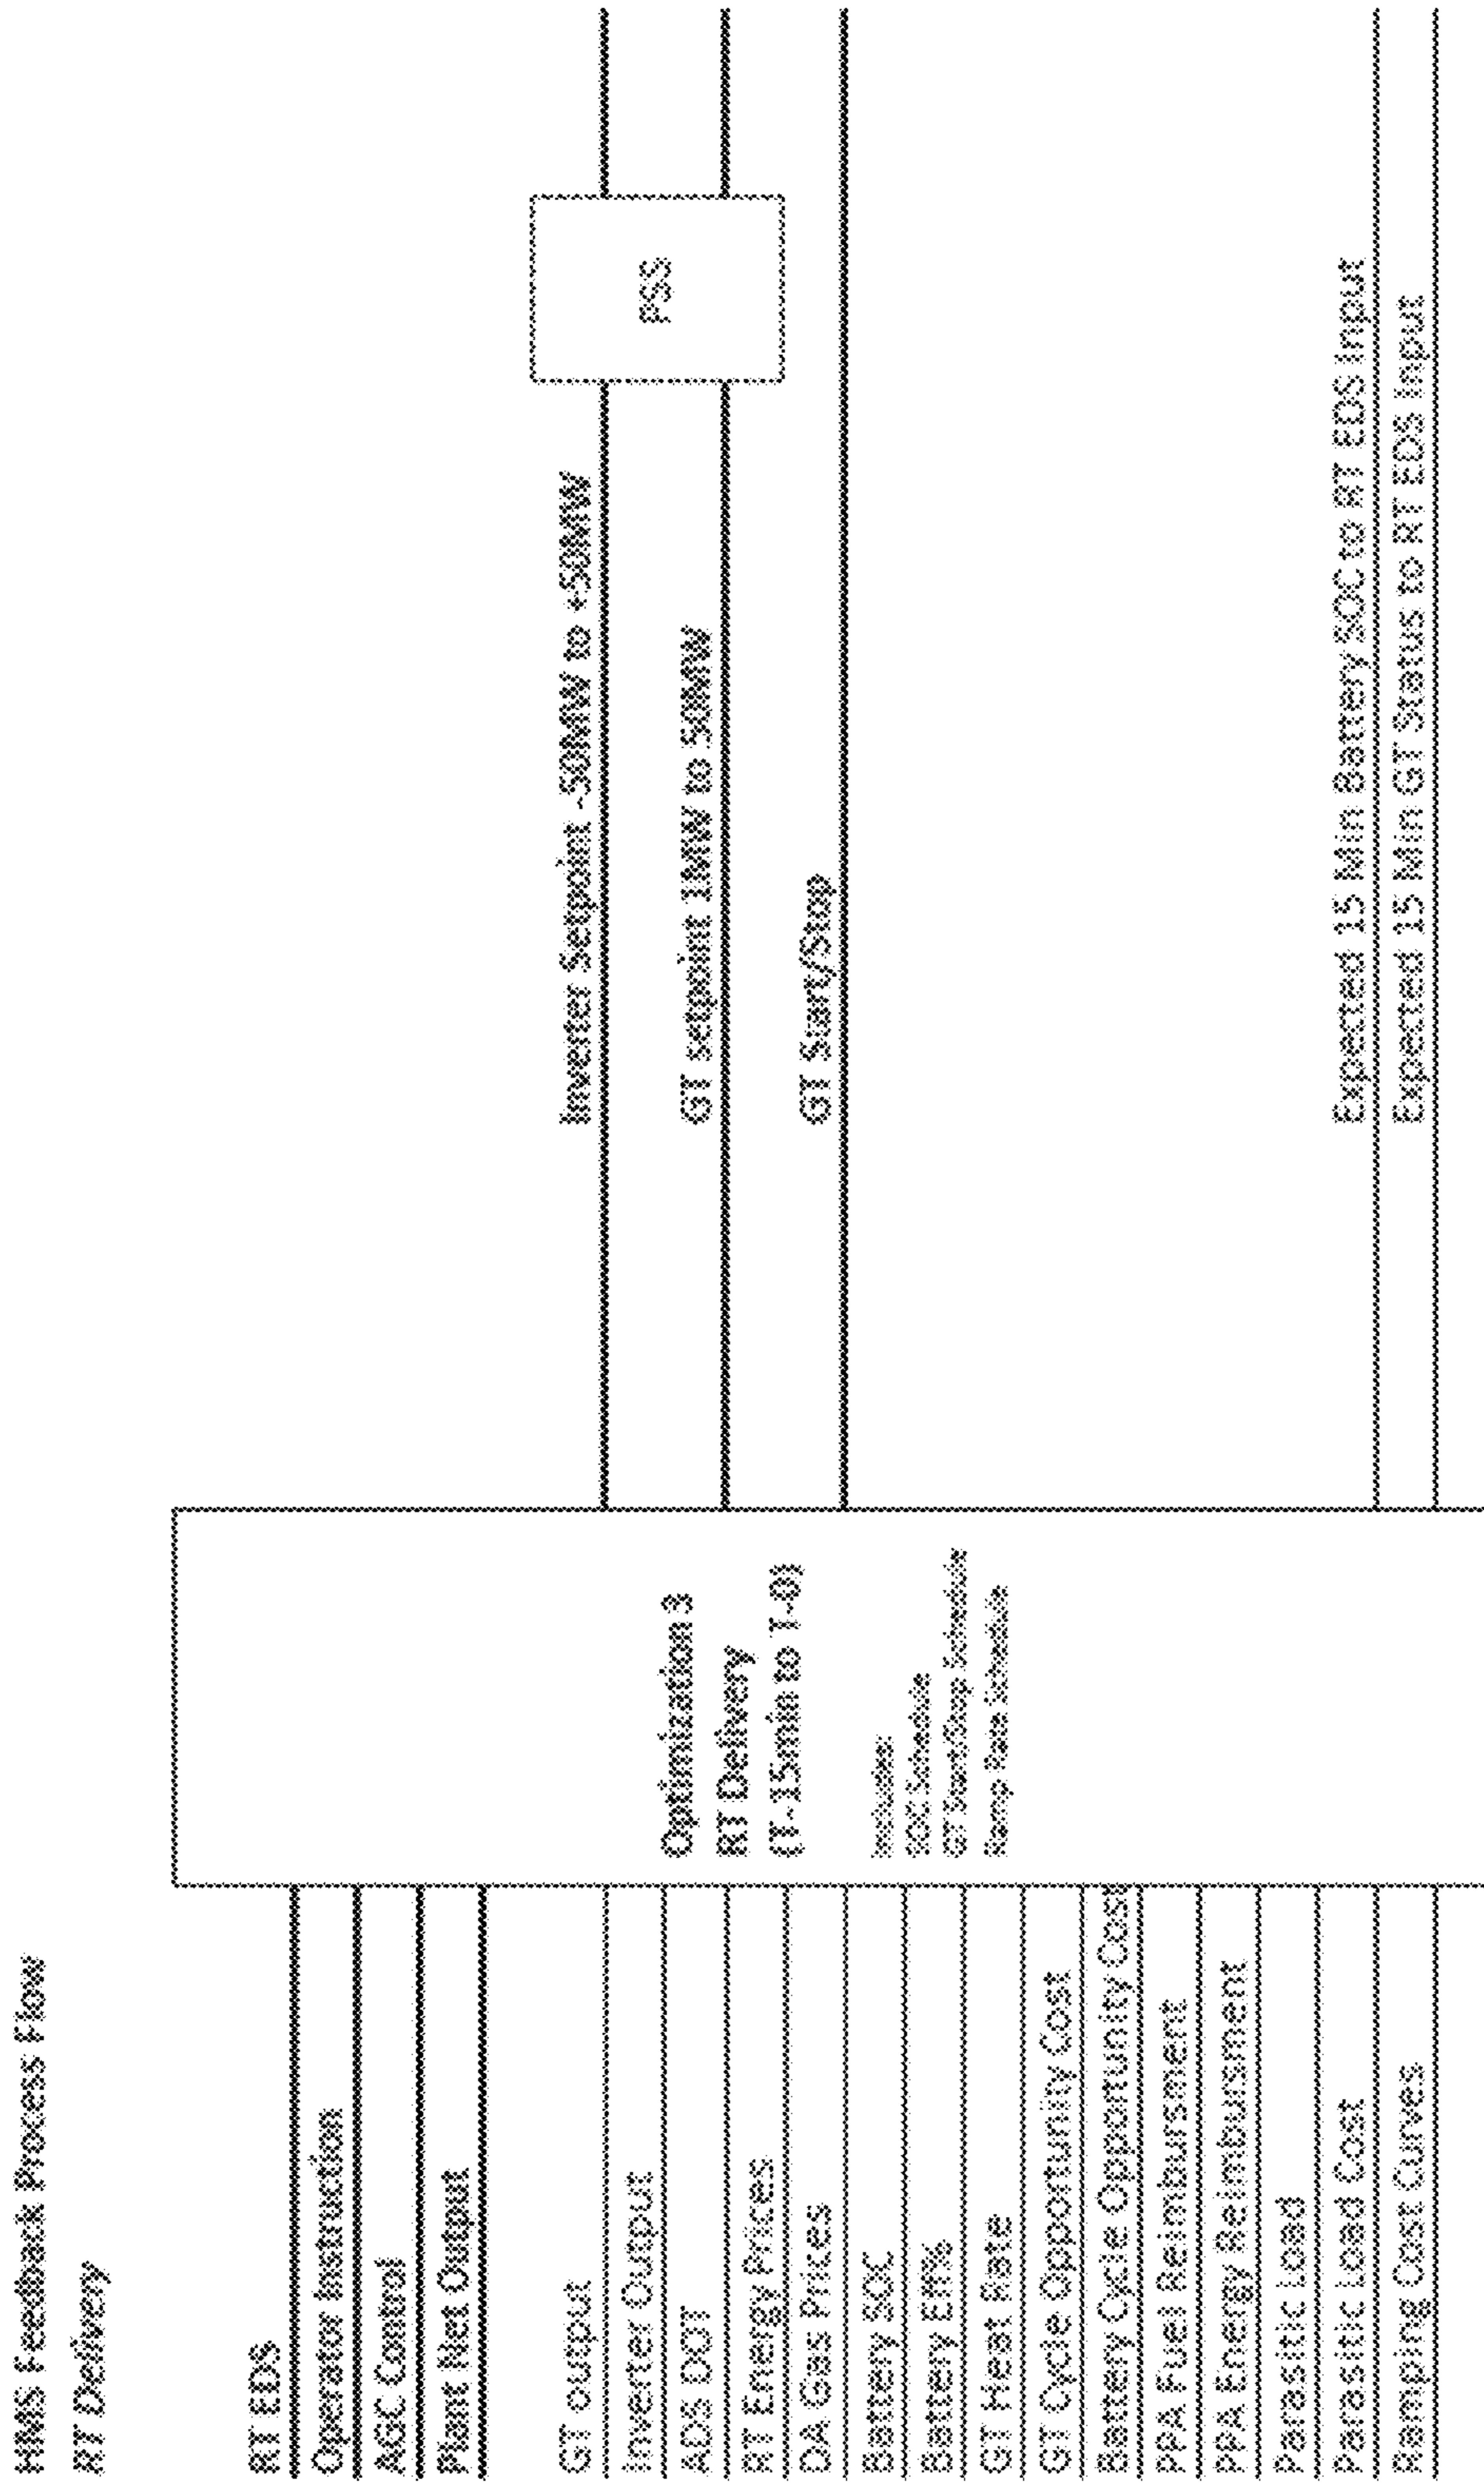 HMS Feedback Process Flow
RT Delivery
RT EDS
Operator Instruction
AGC Control
Plant Net Output
GT output
Inverter Output
ADS DOT
RT Energy Prices
DA Gas Prices
Battery SOC
Battery Eff%
GT Heat Rate
GT Cycle Opportunity Cost
Battery Cycle Opportunity Cost
PPA Fuel Reimbursment
PPA Energy Reimbursment
Parasitic Load
Parasitic Load Cost
Ramping Cost Curves
Optimization 3
RT Delivery
(T-15min to T-0)
Includes:
SOC Schedule
GT Start/Stop Schedule
Ramp Rate Schedule
Inverter Setpoint -50MW to +50MW
GT setpoint 1MW to 50MW
GT Start/Stop
PSS
Expected 15 Min Battery SOC to RT EDS Input
Expected 15 Min GT Status to RT EDS Input